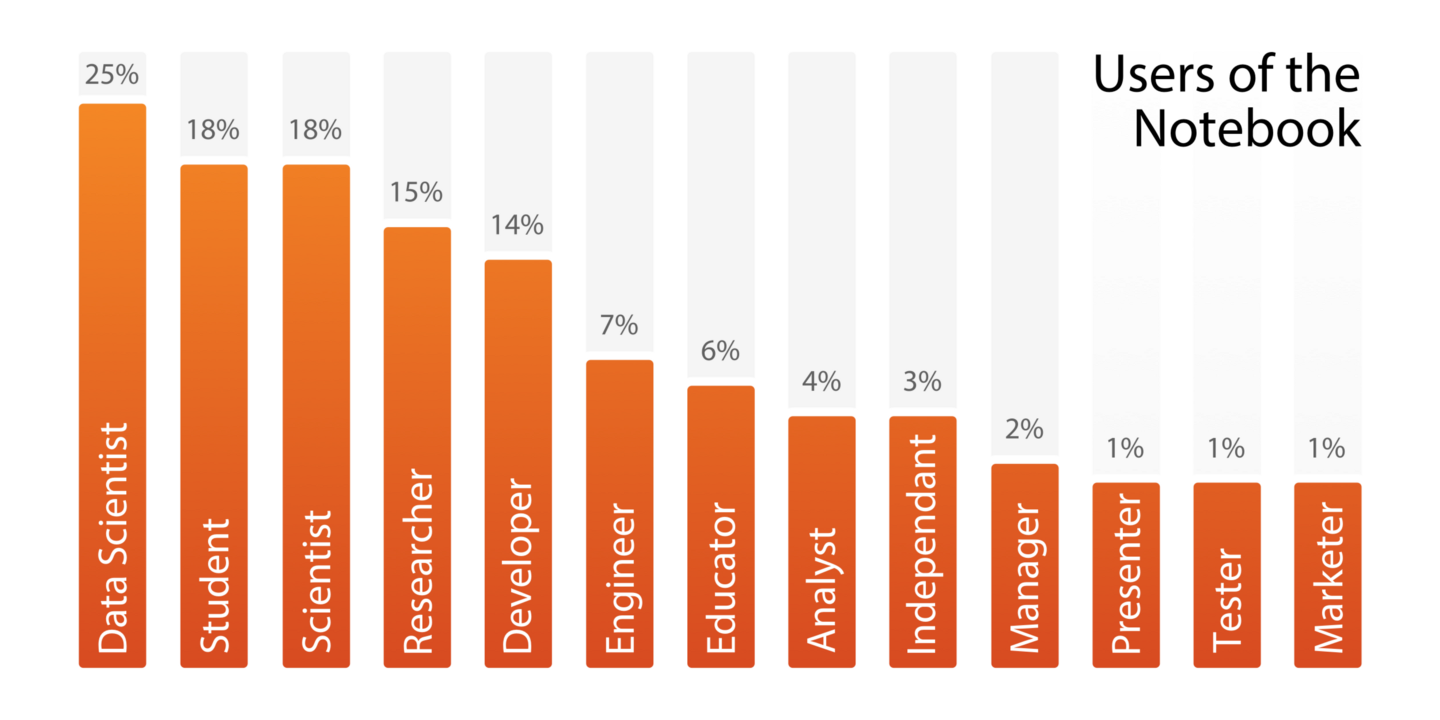 Users of the
Notebook
25%
18%
18%
15%
14%
7%
6%
4%
3%
2%
1%
1%
1%
Data Scientist
Student
Scientist
Researcher
Developer
Engineer
Educator
Analyst
Independant
Manager
Presenter
Tester
Marketer